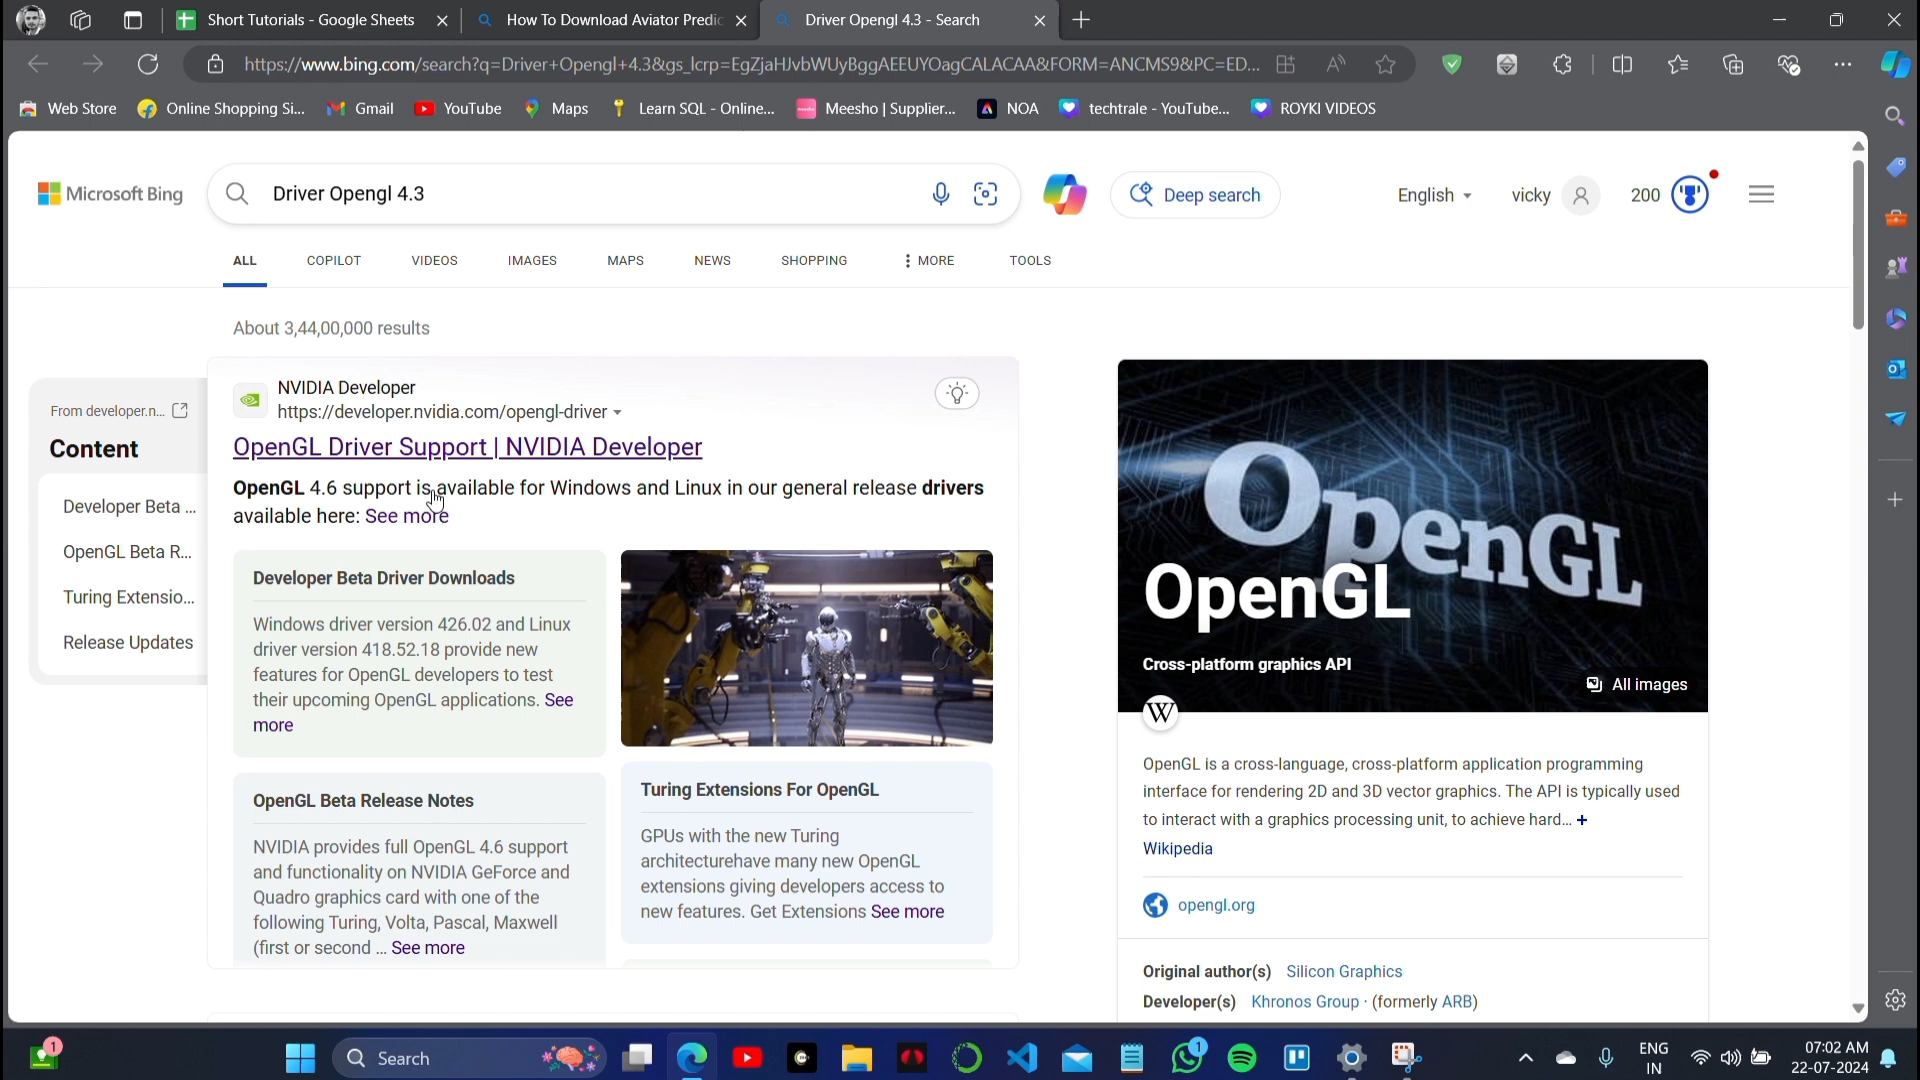 Short Tutorials - Google Sheets
How To Download Aviator Predic
Driver Opengl 4.3 - Search
https://www.bing.com/search?q=Driver+Opengl+4.3&gs_lcrp=EgZjaHJvbWUyBggAEEUYOagCALACAA&FORM=ANCMS9&PC=ED...
Web Store
Online Shopping Si...
Gmail
YouTube
Maps
Learn SQL - Online...
Meesho | Supplier...
NOA
techtrale - YouTube...
ROYKI VIDEOS
Microsoft Bing
Driver Opengl 4.3
Deep search
English
vicky
200
ALL
COPILOT
VIDEOS
IMAGES
MAPS
NEWS
SHOPPING
MORE
TOOLS
About 3,44,00,000 results
From developer.n...
Content
Developer Beta ...
OpenGL Beta R...
Turing Extensio...
Release Updates
NVIDIA Developer
https://developer.nvidia.com/opengl-driver
OpenGL Driver Support | NVIDIA Developer
OpenGL 4.6 support is available for Windows and Linux in our general release drivers
available here: See more
Developer Beta Driver Downloads
Windows driver version 426.02 and Linux
driver version 418.52.18 provide new
features for OpenGL developers to test
their upcoming OpenGL applications. See
more
OpenGL Beta Release Notes
NVIDIA provides full OpenGL 4.6 support
and functionality on NVIDIA GeForce and
Quadro graphics card with one of the
following Turing, Volta, Pascal, Maxwell
(first or second ... See more
Turing Extensions For OpenGL
GPUs with the new Turing
architecturehave many new OpenGL
extensions giving developers access to
new features. Get Extensions See more
OpenGL
OpenGL
Cross-platform graphics API
All images
W
OpenGL is a cross-language, cross-platform application programming
interface for rendering 2D and 3D vector graphics. The API is typically used
to interact with a graphics processing unit, to achieve hard... +
Wikipedia
opengl.org
Original author(s) Silicon Graphics
Developer(s) Khronos Group · (formerly ARB)
1
Search
1
ENG
IN
07:02 AM
22-07-2024